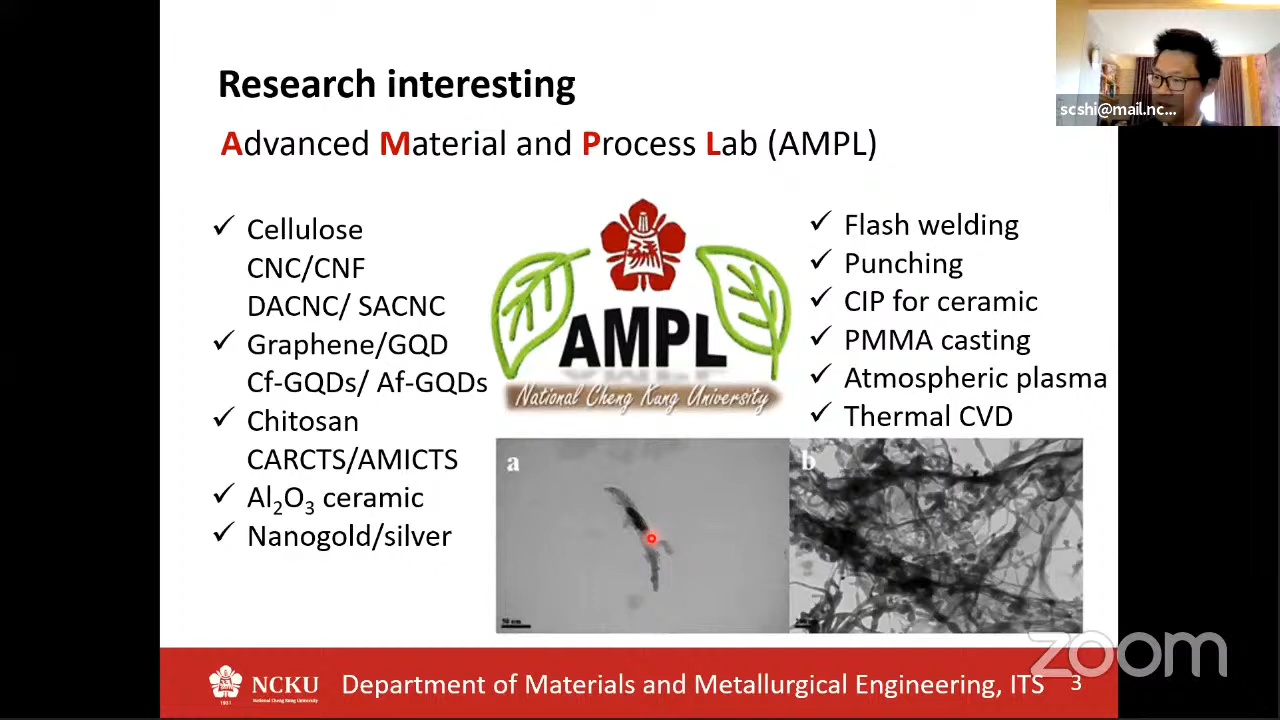 Research interesting
Advanced Material and Process Lab (AMPL)
scshi@mail.nc...
✓ Cellulose
CNC/CNF
DACNC/ SACNC
✓ Graphene/GQD
Cf-GQDs/ Af-GQDs
✓ Chitosan
CARCTS/AMICTS
✓ Al₂O₃ ceramic
✓ Nanogold/silver
AMPL
National Cheng Kung University
✓ Flash welding
✓ Punching
✓ CIP for ceramic
✓ PMMA casting
✓ Atmospheric plasma
✓ Thermal CVD
a
b
50 nm
zoom
NCKU
1931
National Cheng Kung University
Department of Materials and Metallurgical Engineering, ITS
3